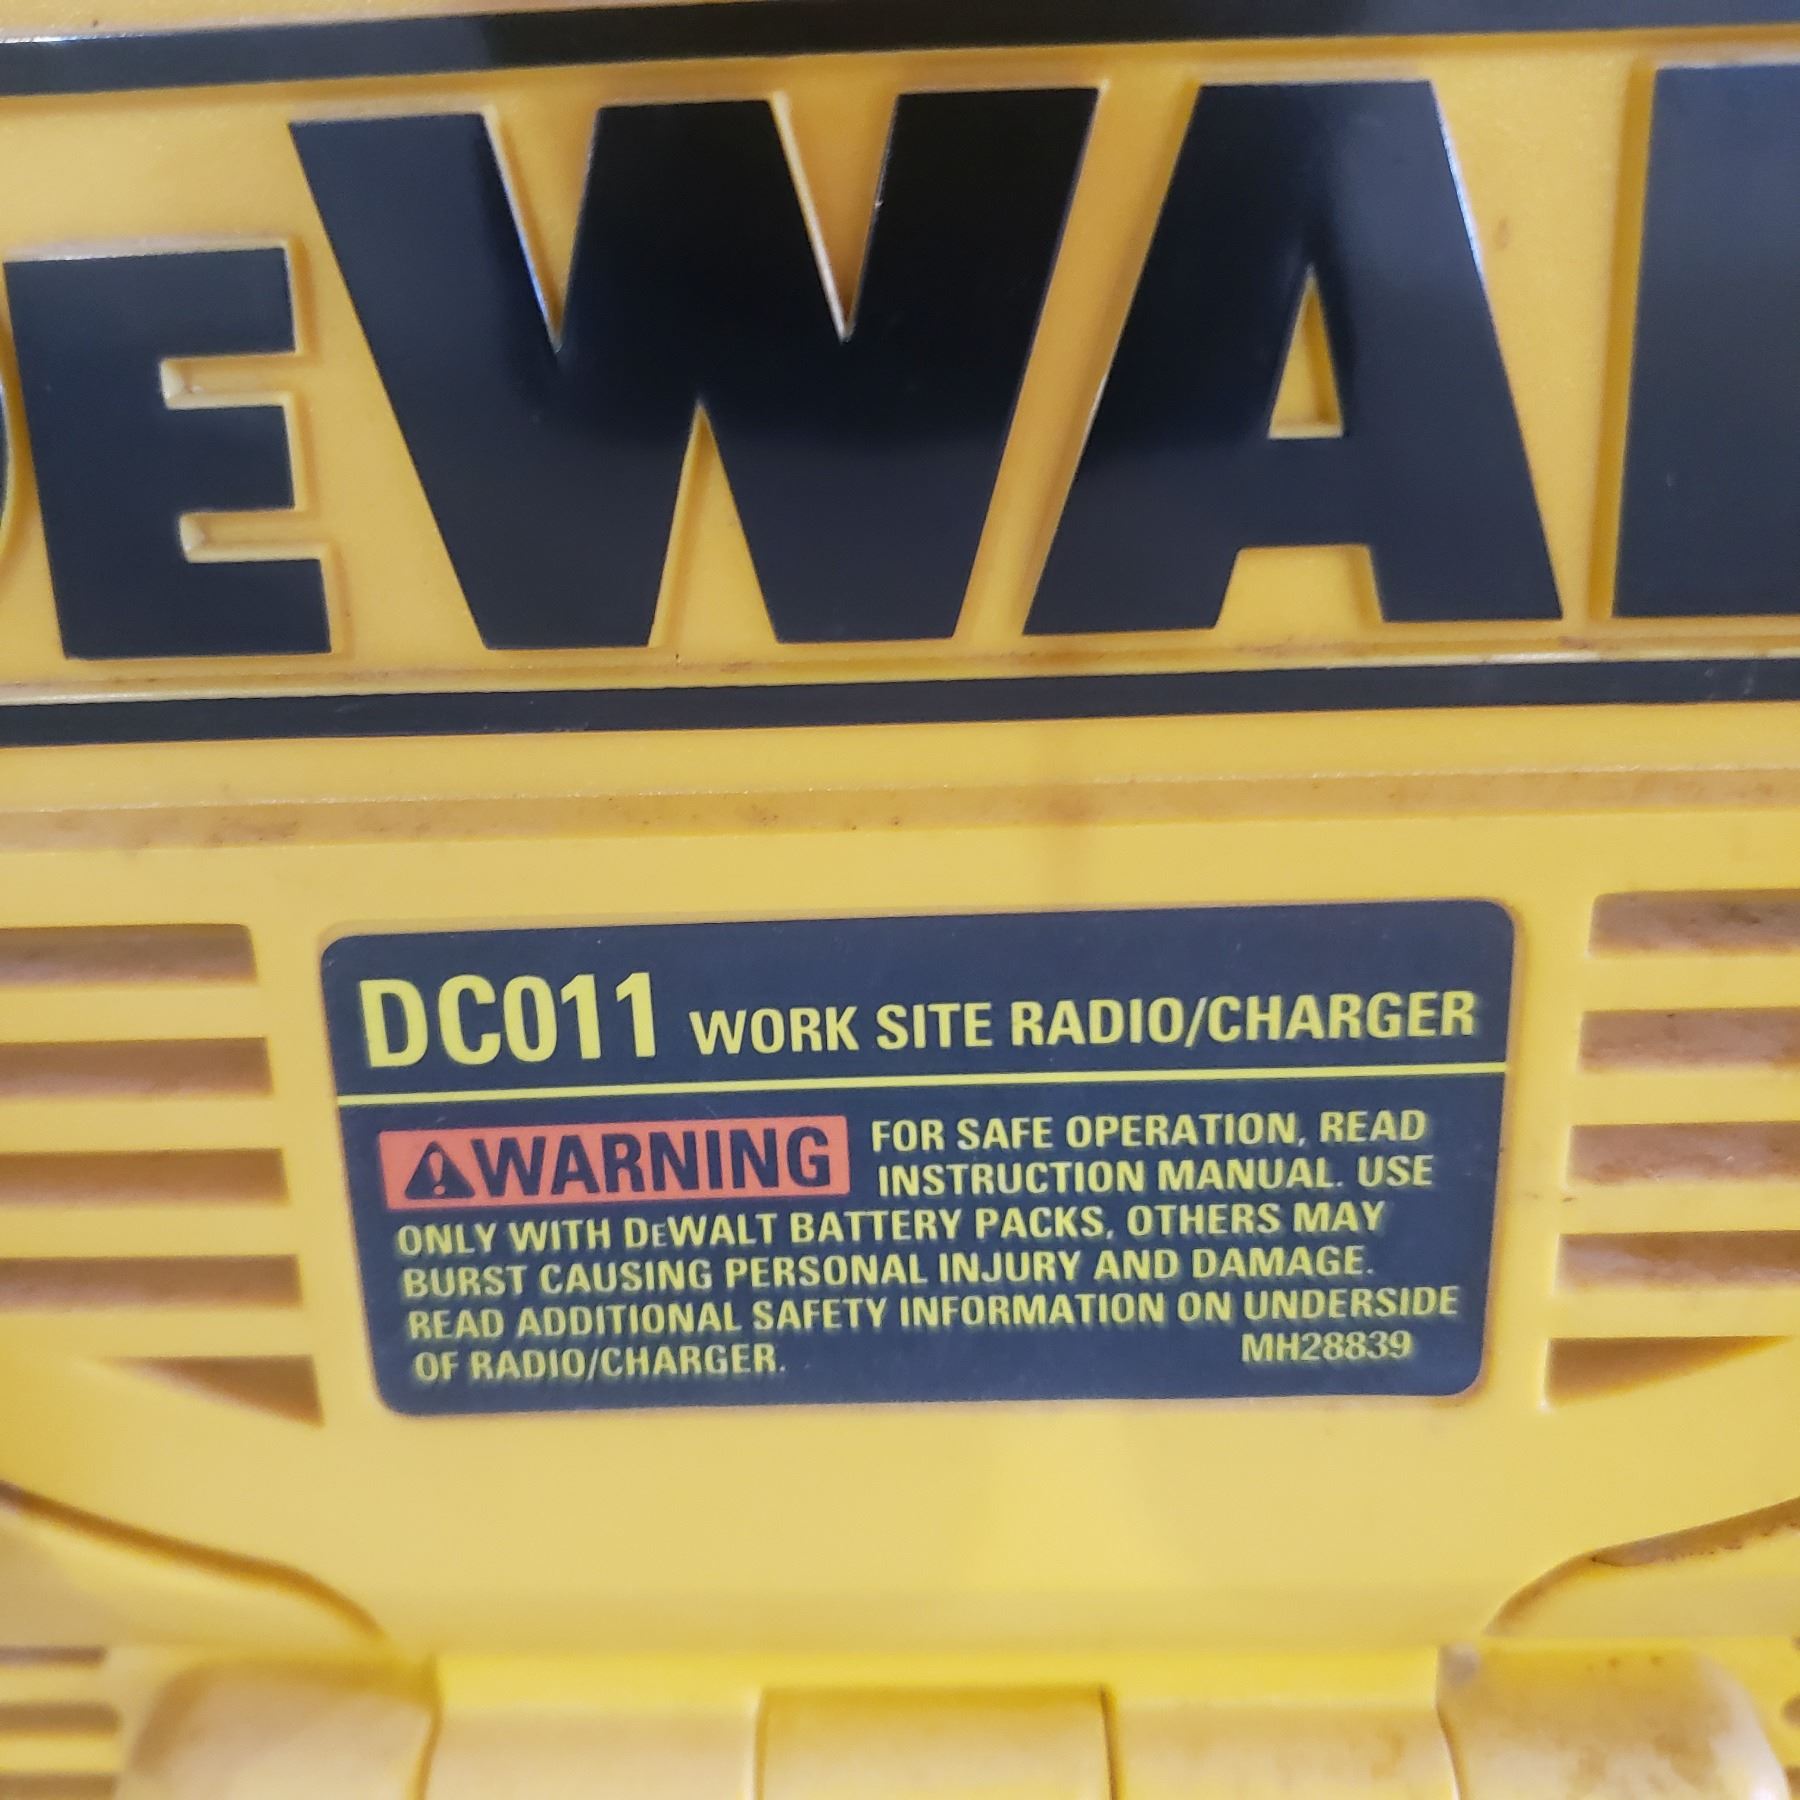 DEWAL
DC011 WORK SITE RADIO/CHARGER
WARNING FOR SAFE OPERATION, READ
INSTRUCTION MANUAL. USE
ONLY WITH DEWALT BATTERY PACKS, OTHERS MAY
BURST CAUSING PERSONAL INJURY AND DAMAGE.
READ ADDITIONAL SAFETY INFORMATION ON UNDERSIDE
OF RADIO/CHARGER. MH28839